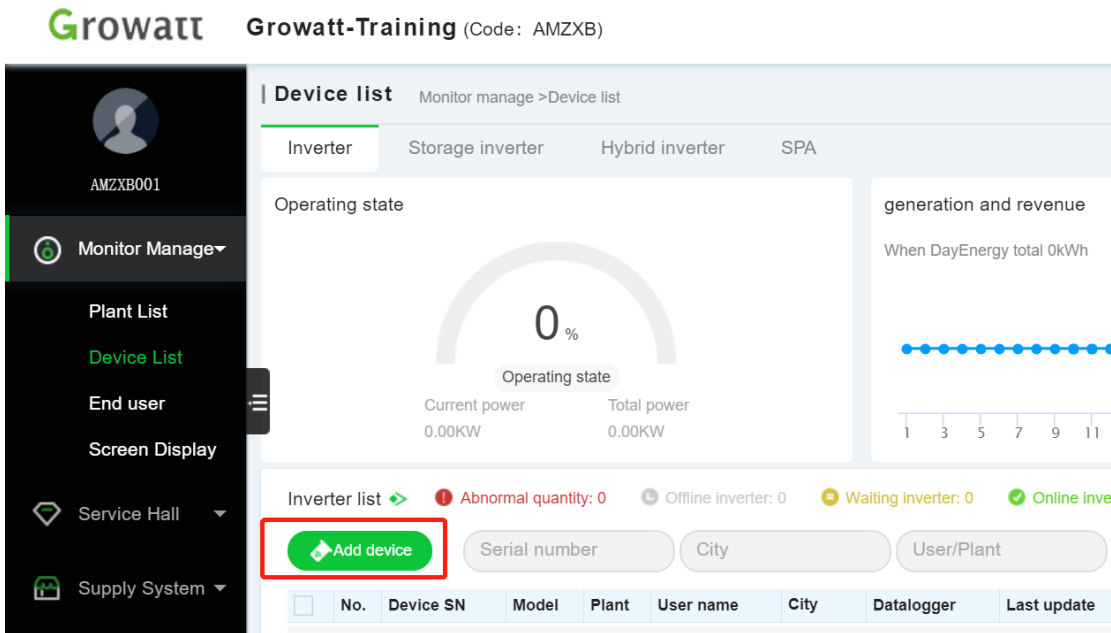 Growatt Growatt-Training (Code: AMZXB)
AMZXB001
Monitor Manage
Plant List
Device List
End user
Screen Display
Service Hall
Supply System
Device list Monitor manage >Device list
Inverter Storage inverter Hybrid inverter SPA
Operating state
0 %
Operating state
Current power Total power
0.00KW 0.00KW
generation and revenue
When DayEnergy total 0kWh
1 3 5 7 9 11
Inverter list Abnormal quantity: 0 Offline inverter: 0 Waiting inverter: 0 Online inve
Add device Serial number City User/Plant
No. Device SN Model Plant User name City Datalogger Last update